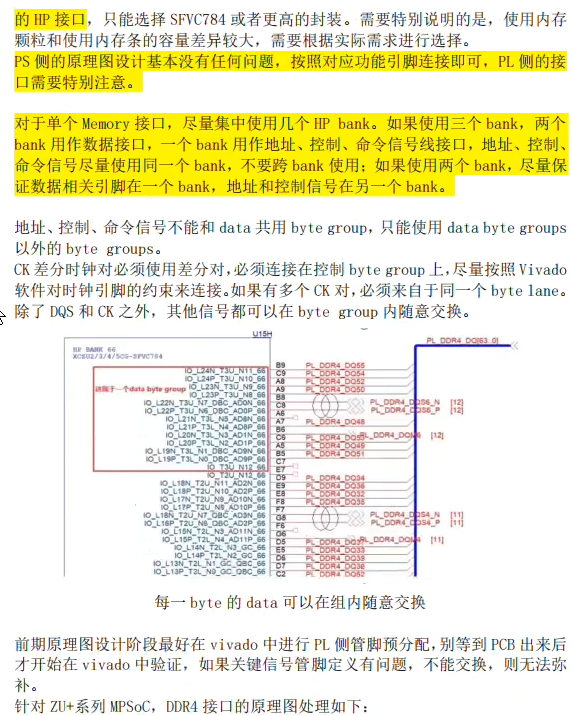 的 HP 接口，只能选择 SFVC784 或者更高的封装。需要特别说明的是，使用内存
颗粒和使用内存条的容量差异较大，需要根据实际需求进行选择。
PS 侧的原理图设计基本没有任何问题，按照对应功能引脚连接即可，PL 侧的接
口需要特别注意。
对于单个 Memory 接口，尽量集中使用几个 HP bank。如果使用三个 bank，两个
bank 用作数据接口，一个 bank 用作地址、控制、命令信号线接口，地址、控制、
命令信号尽量使用同一个 bank，不要跨 bank 使用；如果使用两个 bank，尽量保
证数据相关引脚在一个 bank，地址和控制信号在另一个 bank。
地址、控制、命令信号不能和 data 共用 byte group，只能使用 data byte groups
以外的 byte groups。
CK 差分时钟对必须使用差分对，必须连接在控制 byte group 上，尽量按照 Vivado
软件对时钟引脚的约束来连接。如果有多个 CK 对，必须来自于同一个 byte lane。
除了 DQS 和 CK 之外，其他信号都可以在 byte group 内随意交换。
U15H
PL_DDR4_DQ[63_0]
HP BANK 66
XCZU2/3/4/5CG-SFVC784
IO_L24N_T3U_N11_66 B9 PL_DDR4_DQ55
IO_L24P_T3U_N10_66 C9 PL_DDR4_DQ54
IO_L23N_T3U_N9_66 A8 PL_DDR4_DQ52
IO_L23P_T3U_N8_66 A9 PL_DDR4_DQ50
IO_L22N_T3U_N7_DBC_AD0N_66 B8 PL_DDR4_DQS6_N [12]
IO_L22P_T3U_N6_DBC_AD0P_66 C8 PL_DDR4_DQS6_P [12]
IO_L21N_T3L_N5_AD8N_66 A6
IO_L21P_T3L_N4_AD8P_66 A7 PL_DDR4_DQ48
IO_L20N_T3L_N3_AD1N_66 B6
IO_L20P_T3L_N2_AD1P_66 C6 [12]
IO_L19N_T3L_N1_DBC_AD9N_66 A5 PL_DDR4_DQ49
IO_L19P_T3L_N0_DBC_AD9P_66 B5 PL_DDR4_DQ51
IO_T3U_N12_66 C7
IO_T2U_N12_66 E7
IO_L18N_T2U_N11_AD2N_66 D9 PL_DDR4_DQ34
IO_L18P_T2U_N10_AD2P_66 E9 PL_DDR4_DQ36
IO_L17N_T2U_N9_AD10N_66 E8 PL_DDR4_DQ32
IO_L17P_T2U_N8_AD10P_66 F8 PL_DDR4_DQ38
IO_L16N_T2U_N7_QBC_AD3N_66 F7 PL_DDR4_DQS4_N [11]
IO_L16P_T2U_N6_QBC_AD3P_66 G8 PL_DDR4_DQS4_P [11]
IO_L15N_T2L_N5_AD11N_66 F6
IO_L15P_T2L_N4_AD11P_66 G6
IO_L14N_T2L_N3_GC_66 D5 [11]
IO_L14P_T2L_N2_GC_66 E5 PL_DDR4_DQ33
IO_L13N_T2L_N1_GC_QBC_66 D6 PL_DDR4_DQ39
IO_L13P_T2L_N0_GC_QBC_66 D7
C2
每一 byte 的 data 可以在组内随意交换
前期原理图设计阶段最好在 vivado 中进行 PL 侧管脚预分配，别等到 PCB 出来后
才开始在 vivado 中验证，如果关键信号管脚定义有问题，不能交换，则无法弥
补。
针对 ZU+系列 MPSoC，DDR4 接口的原理图处理如下：